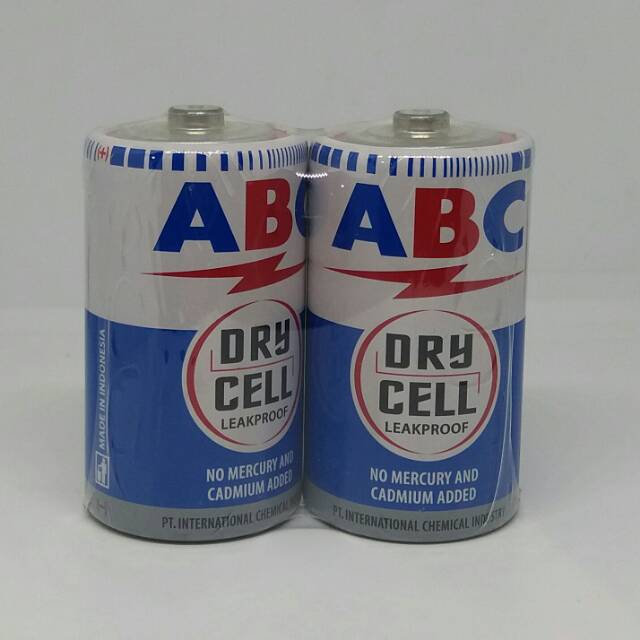 (+)
ABC
DRY
CELL
LEAKPROOF
NO MERCURY AND
CADMIUM ADDED
PT. INTERNATIONAL CHEMICAL
MADE IN INDONESIA
ABC
DRY
CELL
LEAKPROOF
NO MERCURY AND
CADMIUM ADDED
PT. INTERNATIONAL CHEMICAL INDUSTRY